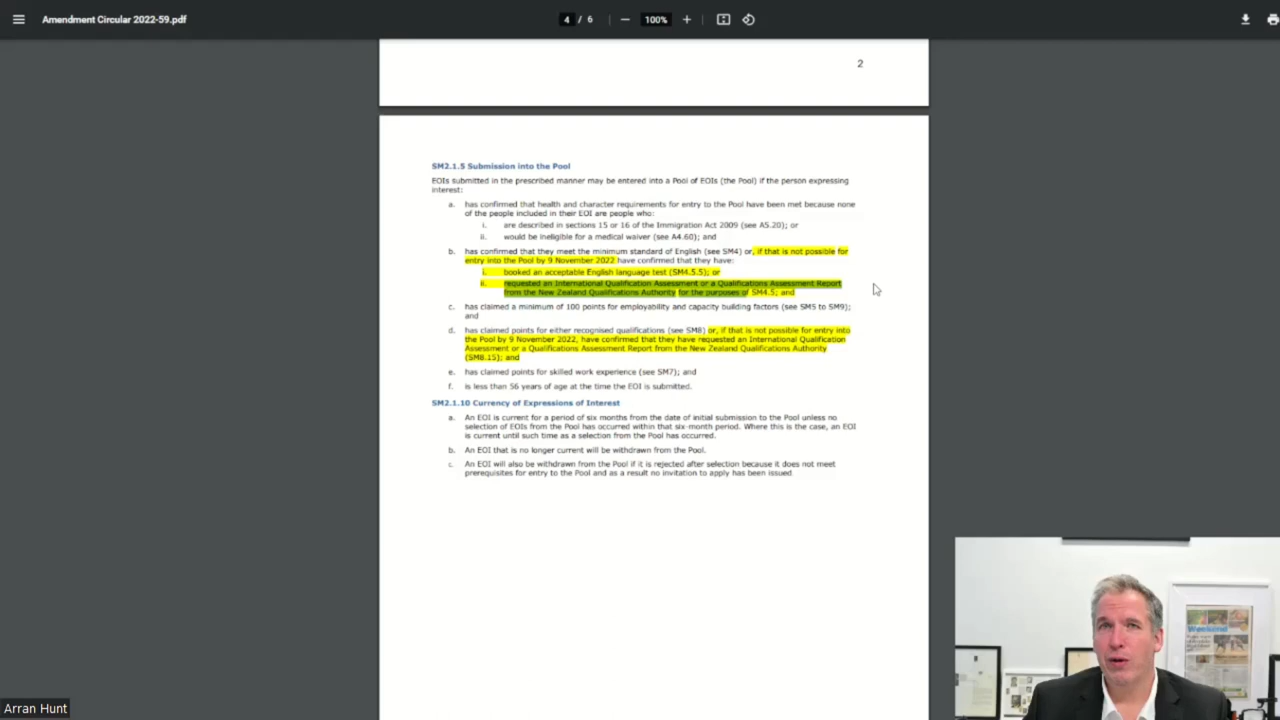 Amendment Circular 2022-59.pdf
4 / 6
100%
2
SM2.1.5 Submission into the Pool
EOIs submitted in the prescribed manner may be entered into a Pool of EOIs (the Pool) if the person expressing
interest:
a. has confirmed that health and character requirements for entry to the Pool have been met because none
of the people included in their EOI are people who:
i. are described in sections 15 or 16 of the Immigration Act 2009 (see A5.20); or
ii. would be ineligible for a medical waiver (see A4.60); and
b. has confirmed that they meet the minimum standard of English (see SM4) or, if that is not possible for
entry into the Pool by 9 November 2022 have confirmed that they have:
i. booked an acceptable English language test (SM4.5.5); or
ii. requested an International Qualification Assessment or a Qualifications Assessment Report
from the New Zealand Qualifications Authority for the purposes of SM4.5; and
c. has claimed a minimum of 100 points for employability and capacity building factors (see SM5 to SM9);
and
d. has claimed points for either recognised qualifications (see SM8) or, if that is not possible for entry into
the Pool by 9 November 2022, have confirmed that they have requested an International Qualification
Assessment or a Qualifications Assessment Report from the New Zealand Qualifications Authority
(SM8.15); and
e. has claimed points for skilled work experience (see SM7); and
f. is less than 56 years of age at the time the EOI is submitted.
SM2.1.10 Currency of Expressions of Interest
a. An EOI is current for a period of six months from the date of initial submission to the Pool unless no
selection of EOIs from the Pool has occurred within that six-month period. Where this is the case, an EOI
is current until such time as a selection from the Pool has occurred.
b. An EOI that is no longer current will be withdrawn from the Pool.
c. An EOI will also be withdrawn from the Pool if it is rejected after selection because it does not meet
prerequisites for entry to the Pool and as a result no invitation to apply has been issued.
Weekend
Arran Hunt